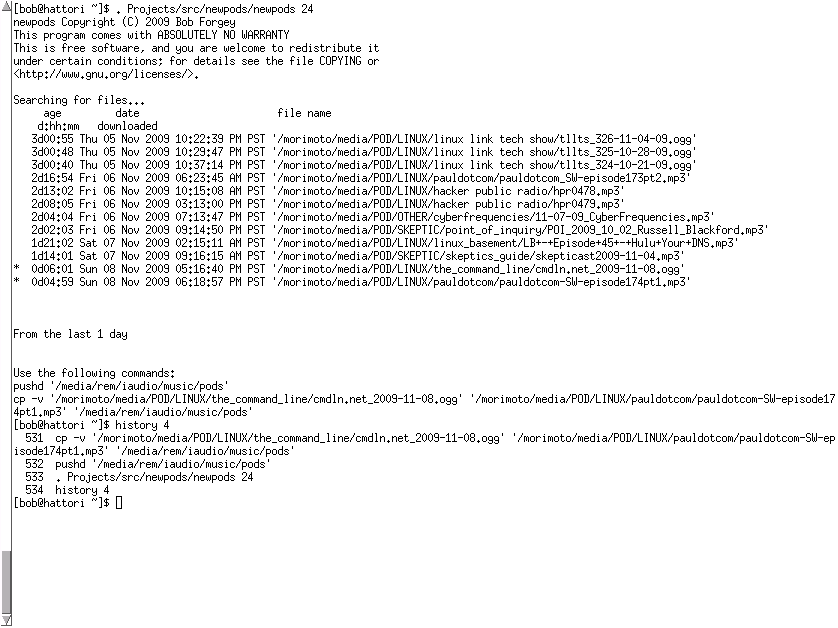 [bob@hattori ~]$ . Projects/src/newpods/newpods 24
newpods Copyright (C) 2009 Bob Forgey
This program comes with ABSOLUTELY NO WARRANTY
This is free software, and you are welcome to redistribute it
under certain conditions; for details see the file COPYING or
<http://www.gnu.org/licenses/>.
Searching for files...
age date file name
d:hh:mm downloaded
3d00:55 Thu 05 Nov 2009 10:22:39 PM PST '/morimoto/media/POD/LINUX/linux link tech show/tllts_326-11-04-09.ogg'
3d00:48 Thu 05 Nov 2009 10:29:47 PM PST '/morimoto/media/POD/LINUX/linux link tech show/tllts_325-10-28-09.ogg'
3d00:40 Thu 05 Nov 2009 10:37:14 PM PST '/morimoto/media/POD/LINUX/linux link tech show/tllts_324-10-21-09.ogg'
2d16:54 Fri 06 Nov 2009 06:23:45 AM PST '/morimoto/media/POD/LINUX/pauldotcom/pauldotcom_SW-episode173pt2.mp3'
2d13:02 Fri 06 Nov 2009 10:15:08 AM PST '/morimoto/media/POD/LINUX/hacker public radio/hpr0478.mp3'
2d08:05 Fri 06 Nov 2009 03:13:00 PM PST '/morimoto/media/POD/LINUX/hacker public radio/hpr0479.mp3'
2d04:04 Fri 06 Nov 2009 07:13:47 PM PST '/morimoto/media/POD/OTHER/cyberfrequencies/11-07-09_CyberFrequencies.mp3'
2d02:03 Fri 06 Nov 2009 09:14:50 PM PST '/morimoto/media/POD/SKEPTIC/point_of_inquiry/POI_2009_10_02_Russell_Blackford.mp3'
1d21:02 Sat 07 Nov 2009 02:15:11 AM PST '/morimoto/media/POD/LINUX/linux_basement/LB+-+Episode+45+-+Hulu+Your+DNS.mp3'
1d14:01 Sat 07 Nov 2009 09:16:15 AM PST '/morimoto/media/POD/SKEPTIC/skeptics_guide/skepticast2009-11-04.mp3'
* 0d06:01 Sun 08 Nov 2009 05:16:40 PM PST '/morimoto/media/POD/LINUX/the_command_line/cmdln.net_2009-11-08.ogg'
* 0d04:59 Sun 08 Nov 2009 06:18:57 PM PST '/morimoto/media/POD/LINUX/pauldotcom/pauldotcom-SW-episode174pt1.mp3'
From the last 1 day
Use the following commands:
pushd '/media/rem/iaudio/music/pods'
cp -v '/morimoto/media/POD/LINUX/the_command_line/cmdln.net_2009-11-08.ogg' '/morimoto/media/POD/LINUX/pauldotcom/pauldotcom-SW-episode17
4pt1.mp3' '/media/rem/iaudio/music/pods'
[bob@hattori ~]$ history 4
531 cp -v '/morimoto/media/POD/LINUX/the_command_line/cmdln.net_2009-11-08.ogg' '/morimoto/media/POD/LINUX/pauldotcom/pauldotcom-SW-ep
isode174pt1.mp3' '/media/rem/iaudio/music/pods'
532 pushd '/media/rem/iaudio/music/pods'
533 . Projects/src/newpods/newpods 24
534 history 4
[bob@hattori ~]$